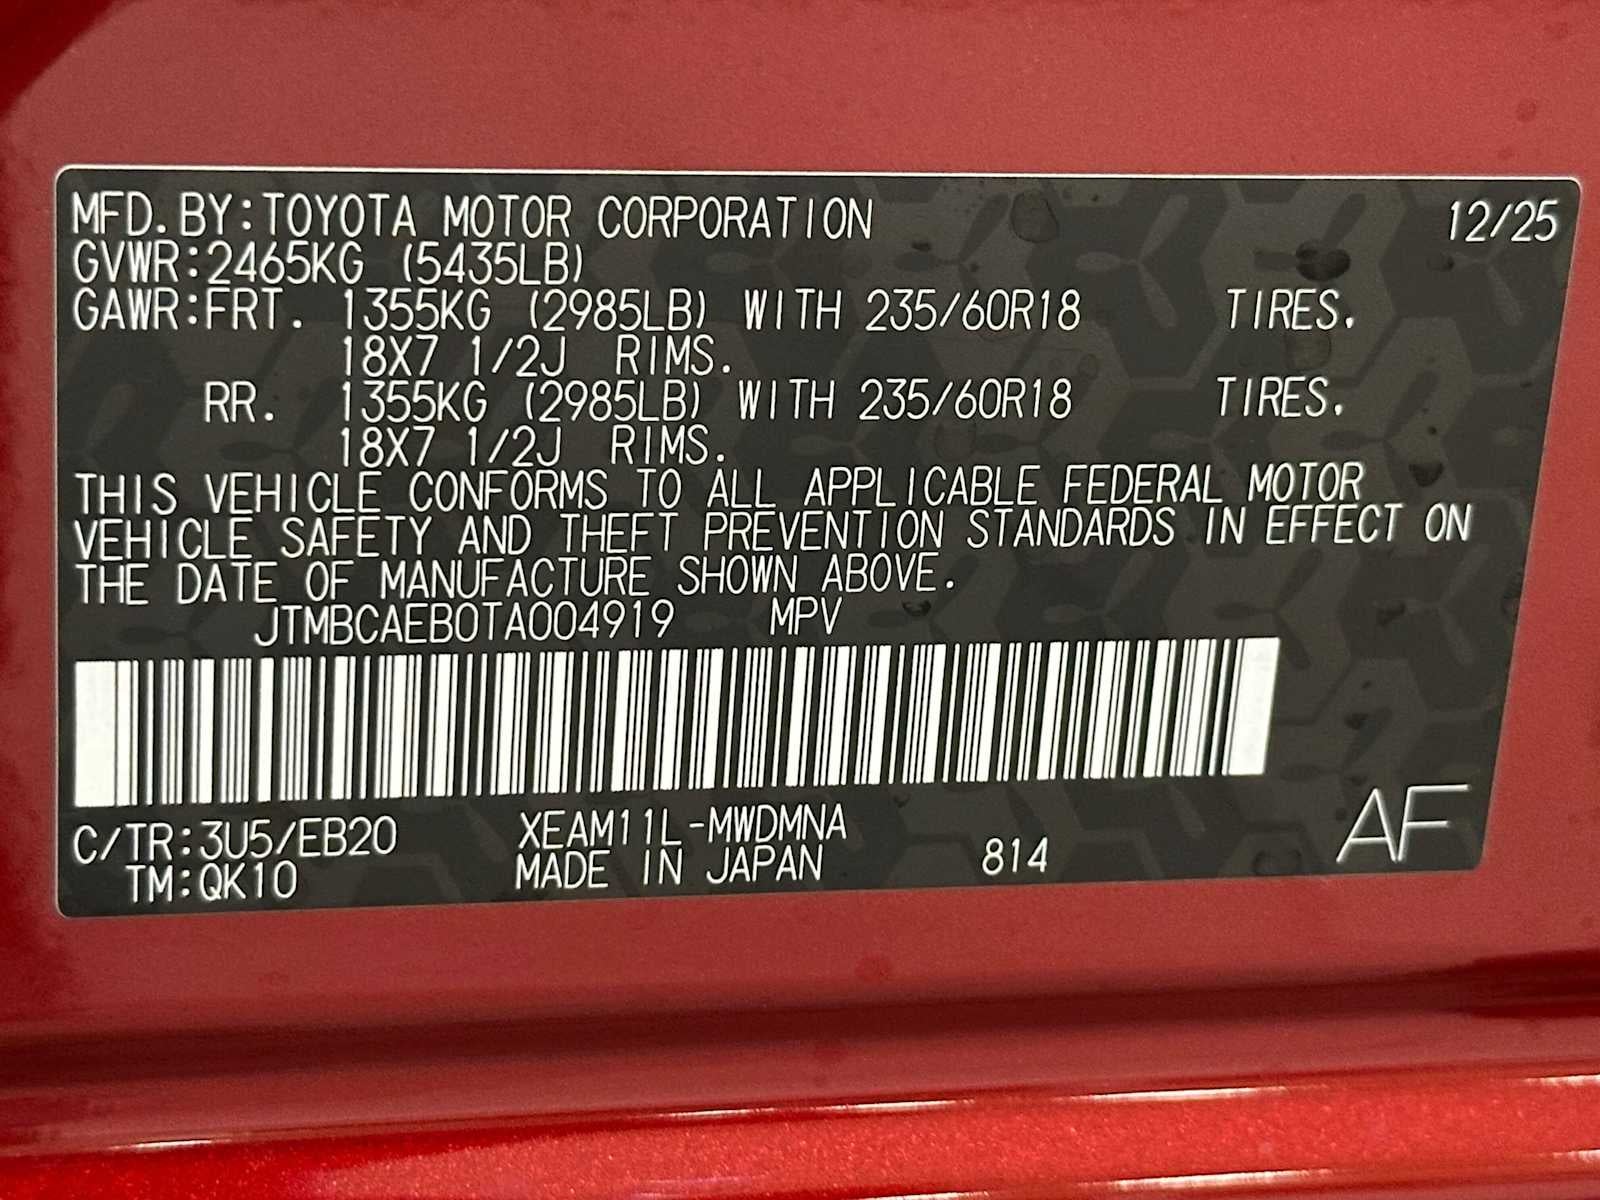 MFD.BY:TOYOTA MOTOR CORPORATION 12/25
GVWR:2465KG (5435LB)
GAWR:FRT. 1355KG (2985LB) WITH 235/60R18 TIRES.
18X7 1/2J RIMS.
RR. 1355KG (2985LB) WITH 235/60R18 TIRES.
18X7 1/2J RIMS.
THIS VEHICLE CONFORMS TO ALL APPLICABLE FEDERAL MOTOR
VEHICLE SAFETY AND THEFT PREVENTION STANDARDS IN EFFECT ON
THE DATE OF MANUFACTURE SHOWN ABOVE.
JTMBCAEB0TA004919 MPV
C/TR:3U5/EB20 XEAM11L-MWDMNA
TM:QK10 MADE IN JAPAN 814 AF